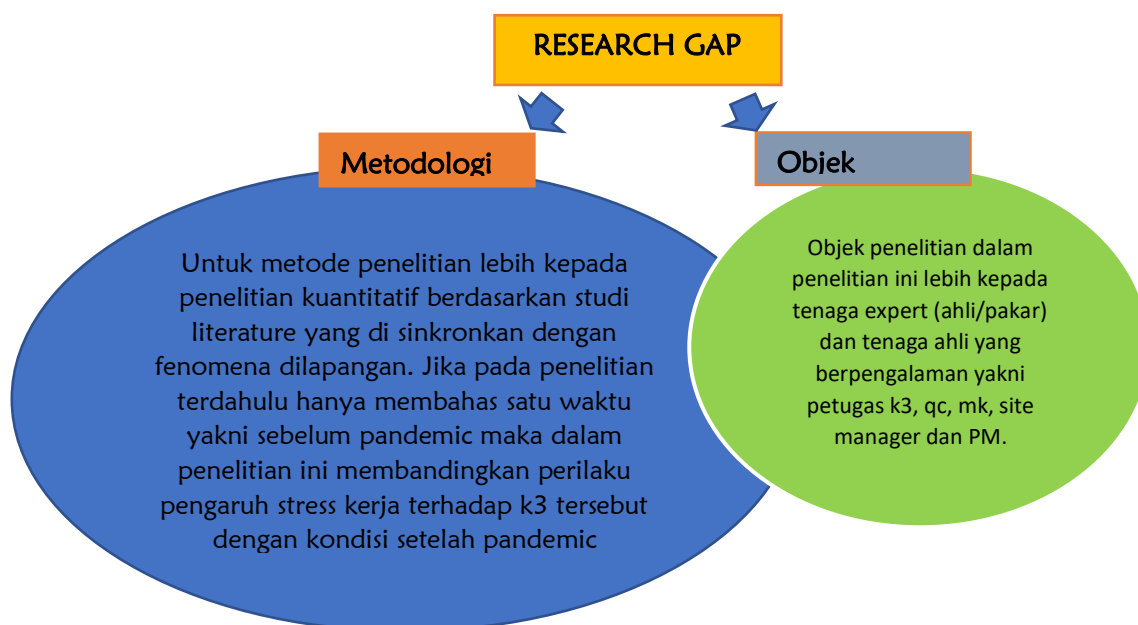 RESEARCH GAP
Metodologi
Untuk metode penelitian lebih kepada
penelitian kuantitatif berdasarkan studi
literature yang di sinkronkan dengan
fenomena dilapangan. Jika pada penelitian
terdahulu hanya membahas satu waktu
yakni sebelum pandemic maka dalam
penelitian ini membandingkan perilaku
pengaruh stress kerja terhadap k3 tersebut
dengan kondisi setelah pandemic
Objek
Objek penelitian dalam
penelitian ini lebih kepada
tenaga expert (ahli/pakar)
dan tenaga ahli yang
berpengalaman yakni
petugas k3, qc, mk, site
manager dan PM.